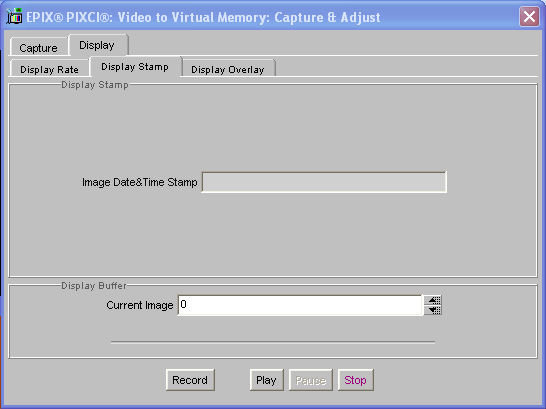 EPIX® PIXCI®: Video to Virtual Memory: Capture & Adjust
Capture Display
Display Rate Display Stamp Display Overlay
Display Stamp
Image Date&Time Stamp
Display Buffer
Current Image 0
Record Play Pause Stop